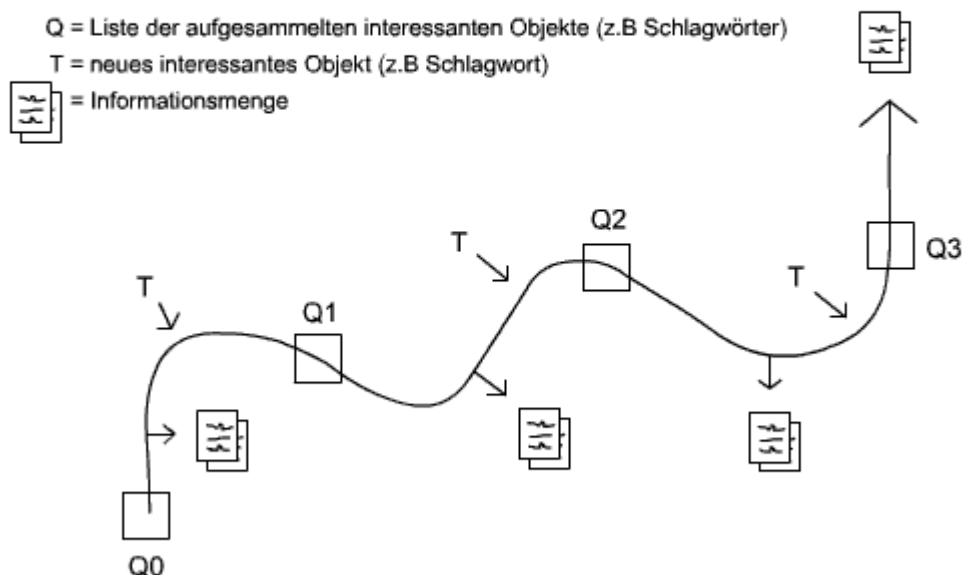 Q = Liste der aufgesammelten interessanten Objekte (z.B Schlagwörter)
T = neues interessantes Objekt (z.B Schlagwort)
= Informationsmenge
Q2
T
Q3
T
T
Q1
Q0